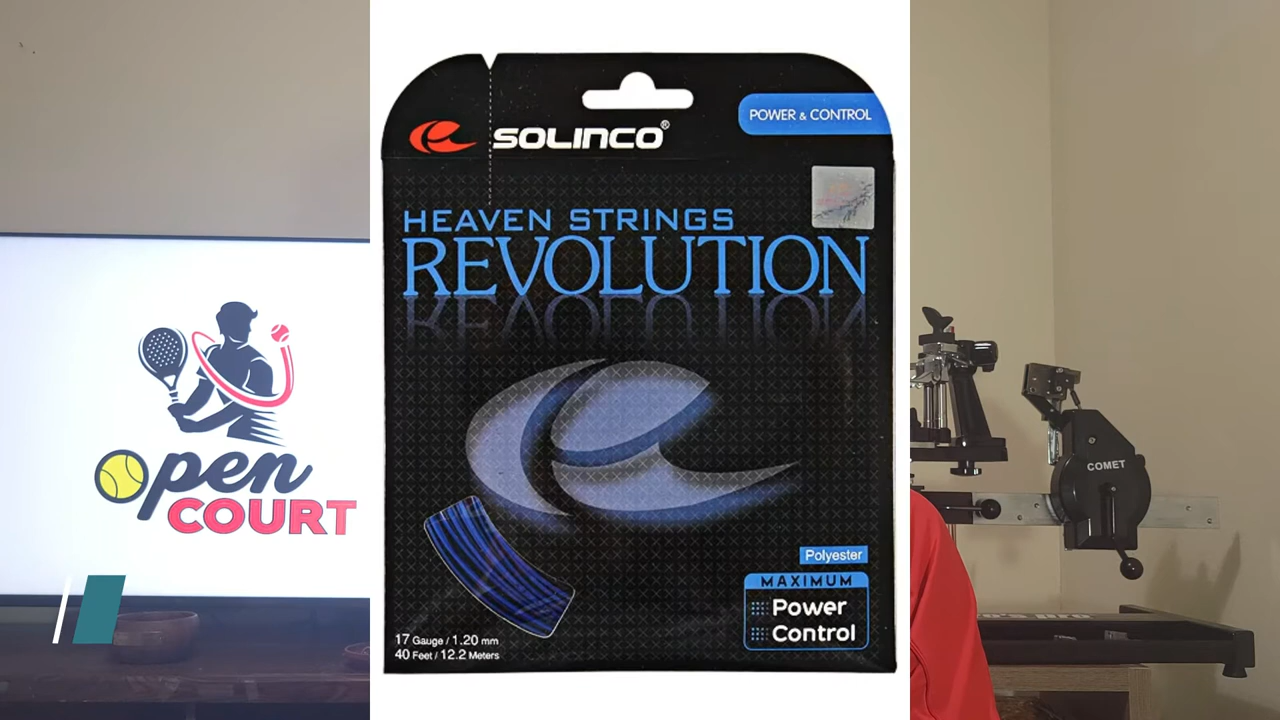 Open
COURT
SOLINCO®
POWER & CONTROL
HEAVEN STRINGS
REVOLUTION
Polyester
MAXIMUM
Power
Control
17 Gauge / 1.20 mm
40 Feet / 12.2 Meters
COMET